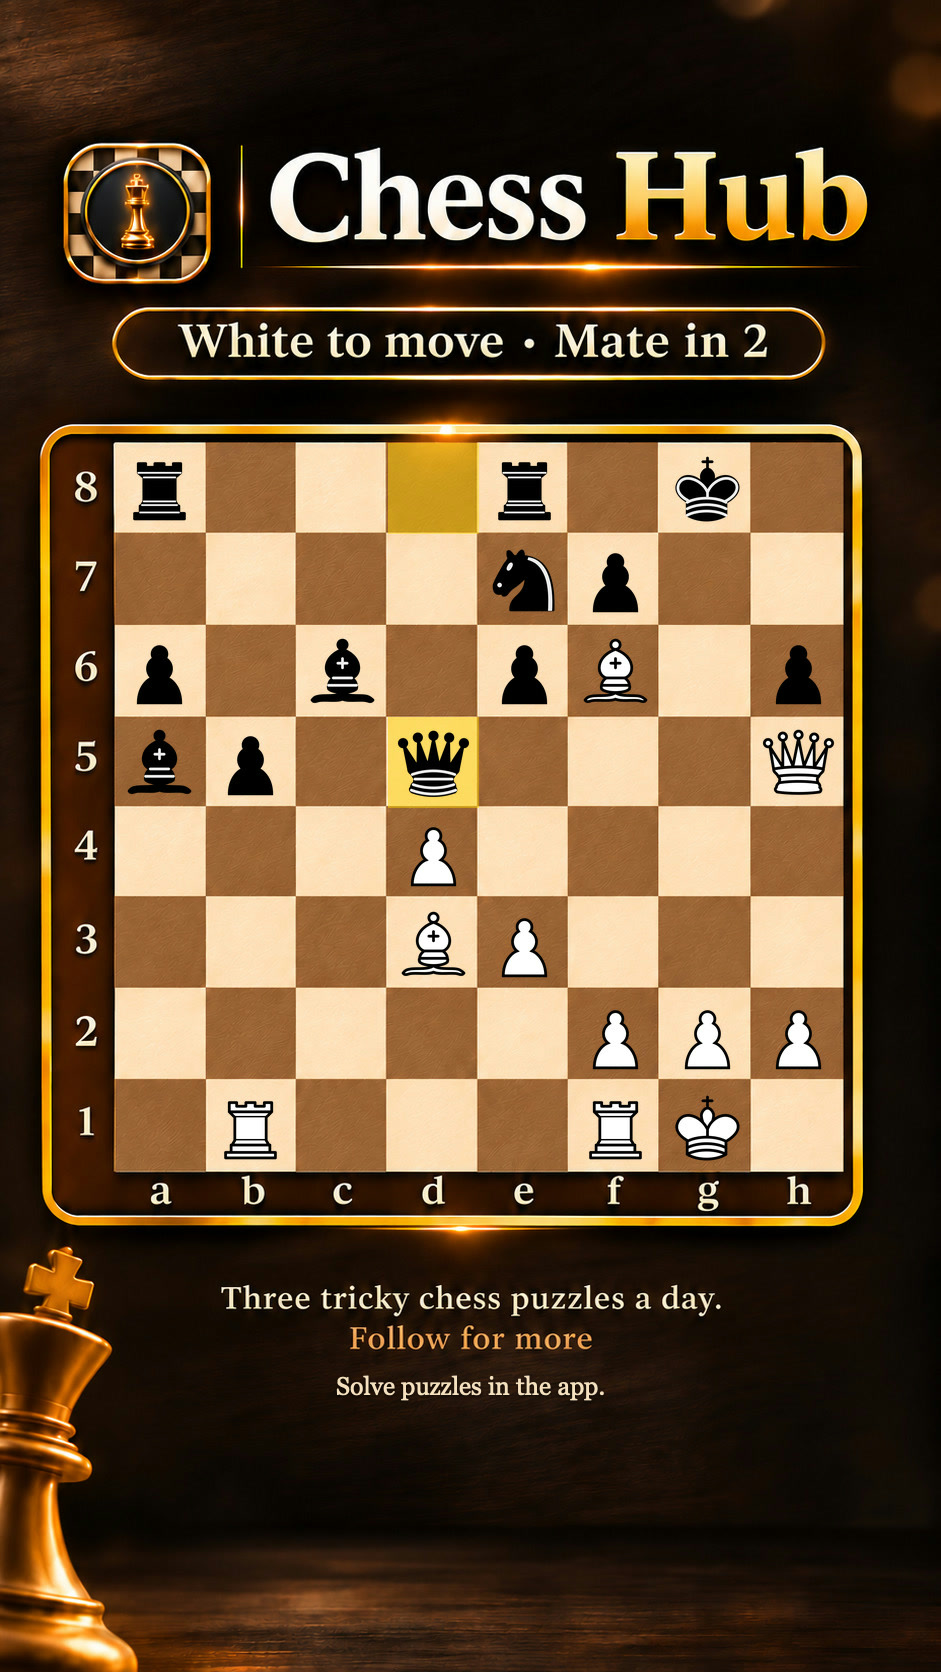 Chess Hub
White to move • Mate in 2
8
7
6
5
4
3
2
1
a b c d e f g h
Three tricky chess puzzles a day.
Follow for more
Solve puzzles in the app.